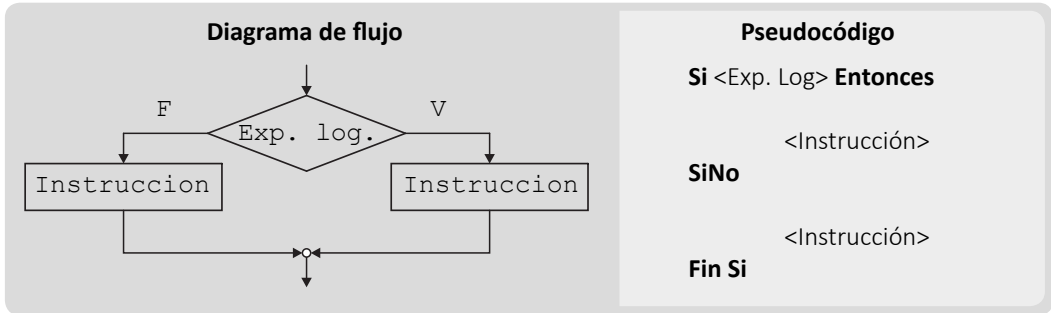 Diagrama de flujo
F
V
Exp. log.
Instruccion
Instruccion
Pseudocódigo
Si <Exp. Log> Entonces
<Instrucción>
SiNo
<Instrucción>
Fin Si